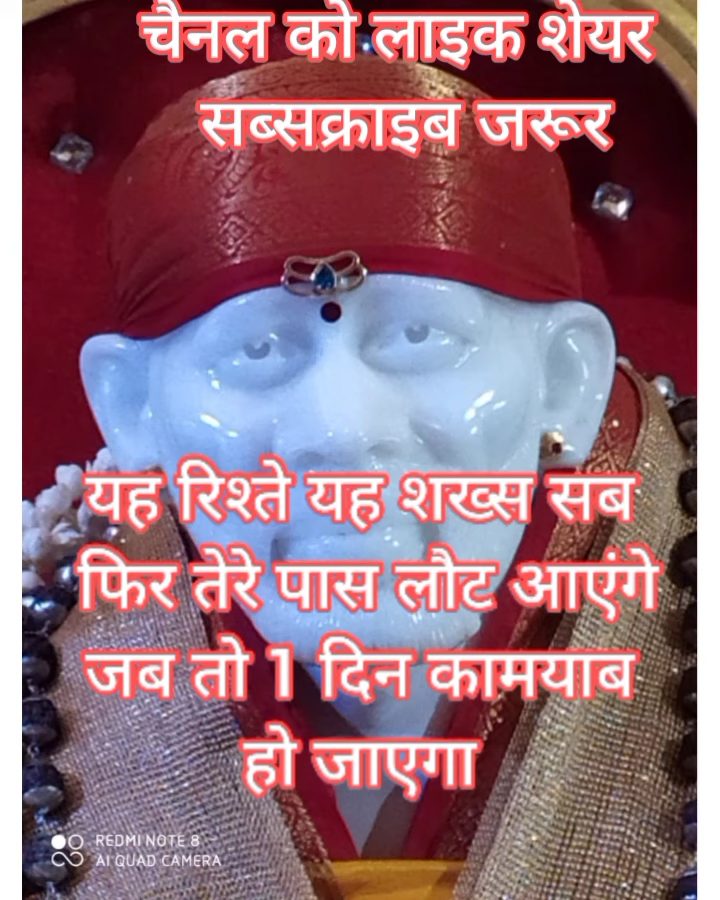 चैनल को लाइक शेयर
सब्सक्राइब जरूर
यह रिश्ते यह शख्स सब
फिर तेरे पास लौट आएंगे
जब तो 1 दिन कामयाब
हो जाएगा
REDMI NOTE 8
AI QUAD CAMERA